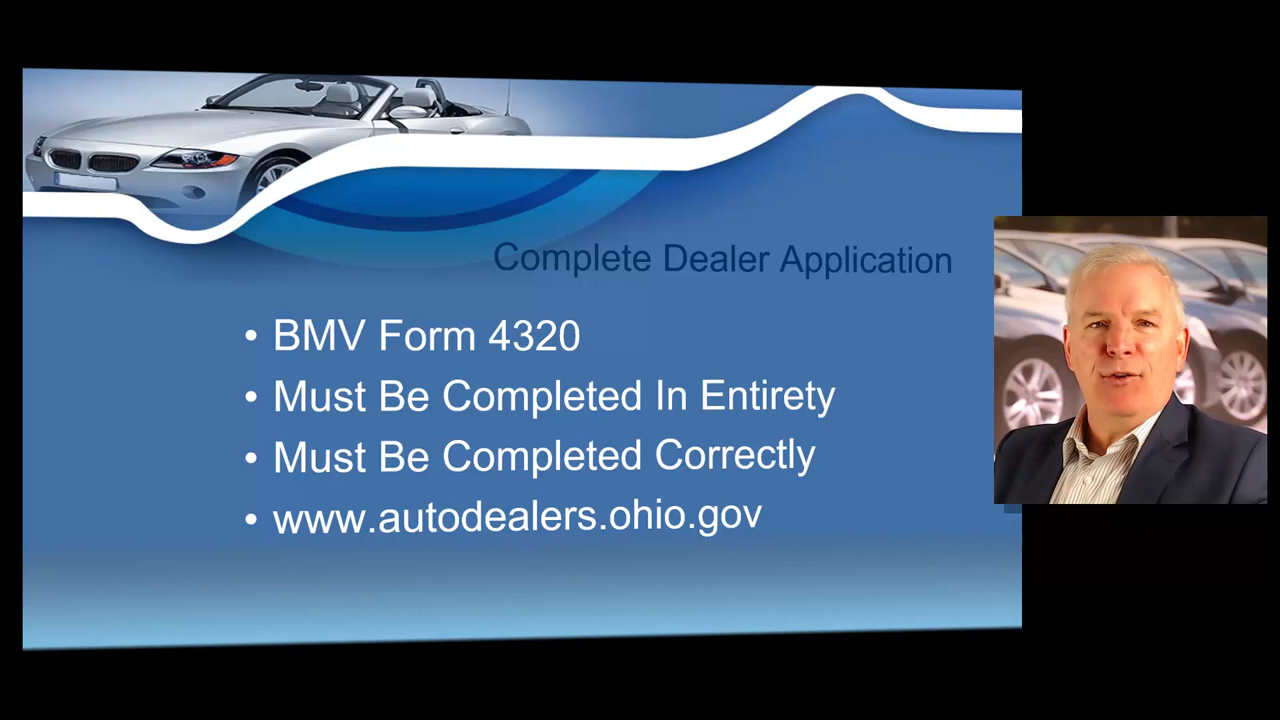 Complete Dealer Application
• BMV Form 4320
• Must Be Completed In Entirety
• Must Be Completed Correctly
• www.autodealers.ohio.gov